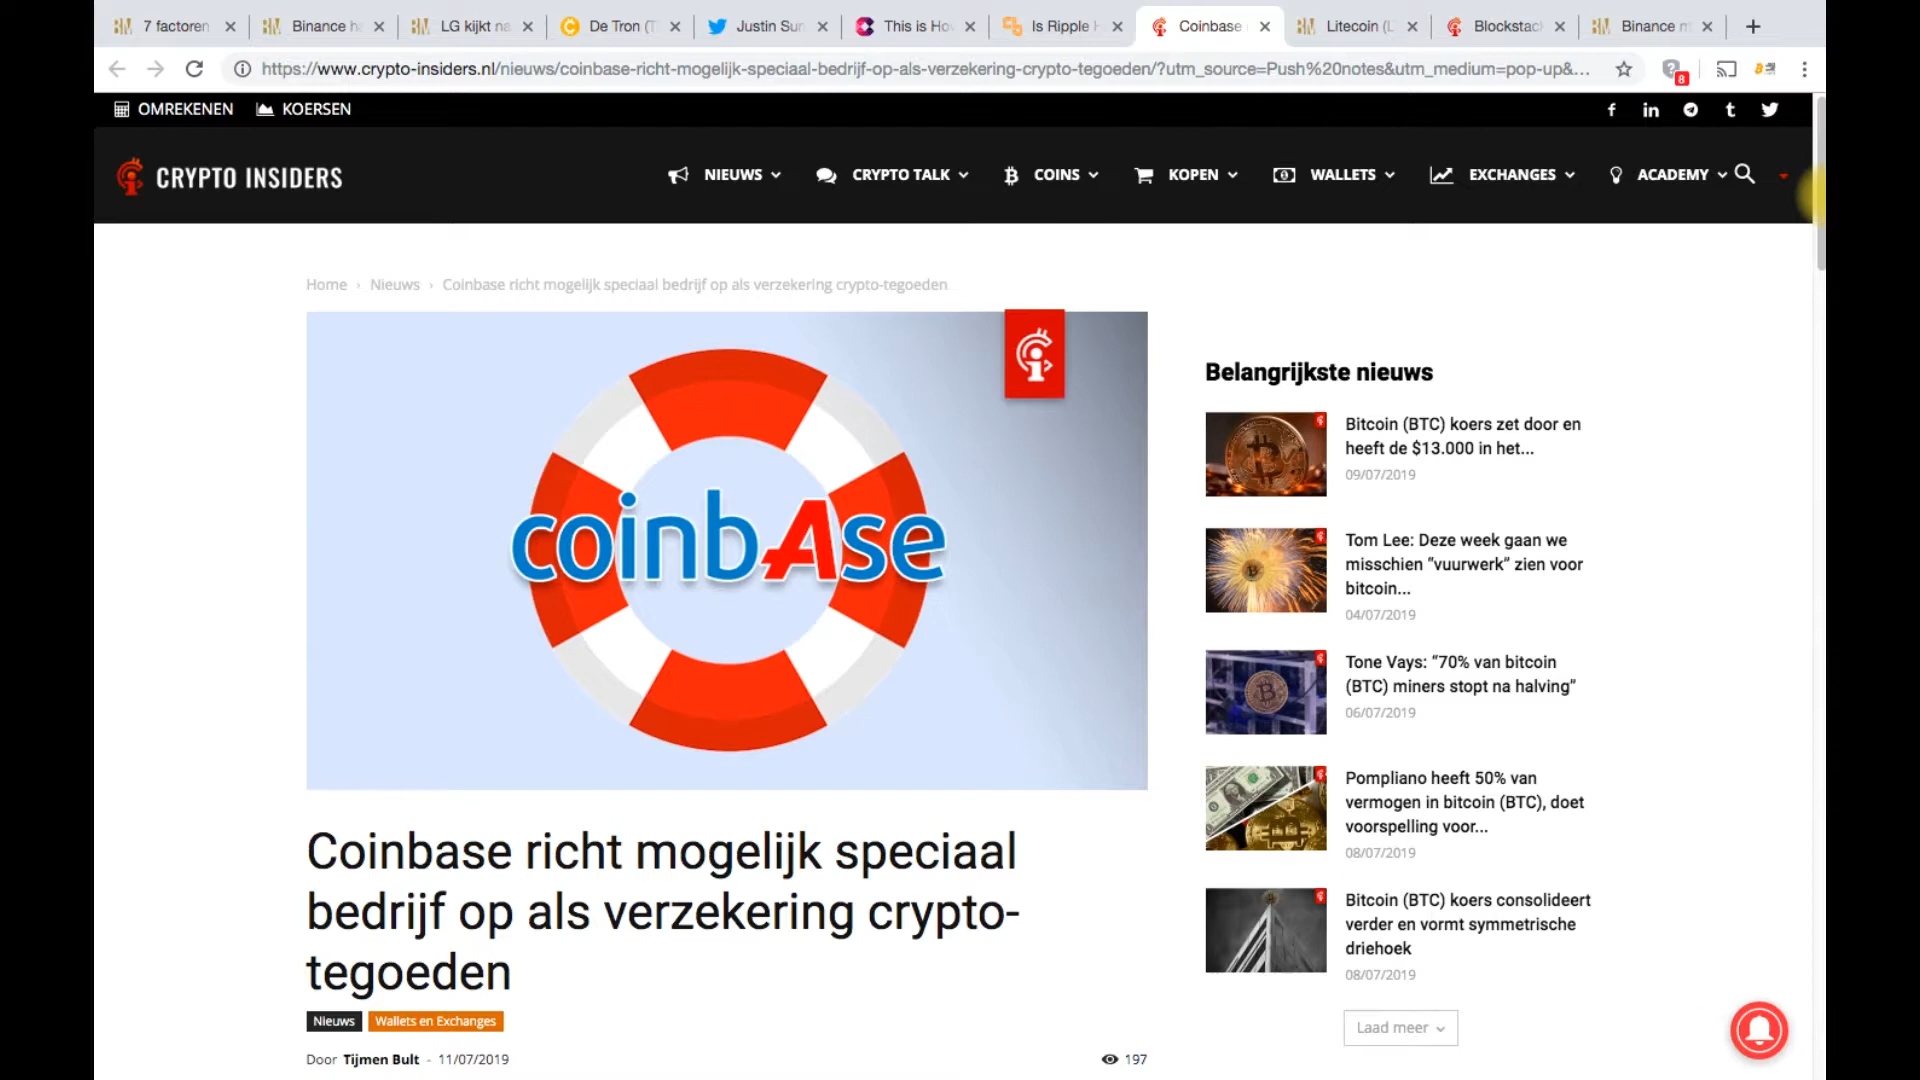 7 factoren
Binance ha
LG kijkt na
De Tron (T
Justin Sun
This is How
Is Ripple H
Coinbase
Litecoin (L
Blockstack
Binance m
https://www.crypto-insiders.nl/nieuws/coinbase-richt-mogelijk-speciaal-bedrijf-op-als-verzekering-crypto-tegoeden/?utm_source=Push%20notes&utm_medium=pop-up&...
8
OMREKENEN
KOERSEN
CRYPTO INSIDERS
NIEUWS
CRYPTO TALK
COINS
KOPEN
WALLETS
EXCHANGES
ACADEMY
Home › Nieuws › Coinbase richt mogelijk speciaal bedrijf op als verzekering crypto-tegoeden
coinbAse
Coinbase richt mogelijk speciaal
bedrijf op als verzekering crypto-
tegoeden
Nieuws
Wallets en Exchanges
Door Tijmen Bult - 11/07/2019
197
Belangrijkste nieuws
Bitcoin (BTC) koers zet door en
heeft de $13.000 in het...
09/07/2019
Tom Lee: Deze week gaan we
misschien “vuurwerk” zien voor
bitcoin...
04/07/2019
Tone Vays: “70% van bitcoin
(BTC) miners stopt na halving”
06/07/2019
Pompliano heeft 50% van
vermogen in bitcoin (BTC), doet
voorspelling voor...
08/07/2019
Bitcoin (BTC) koers consolideert
verder en vormt symmetrische
driehoek
08/07/2019
Laad meer